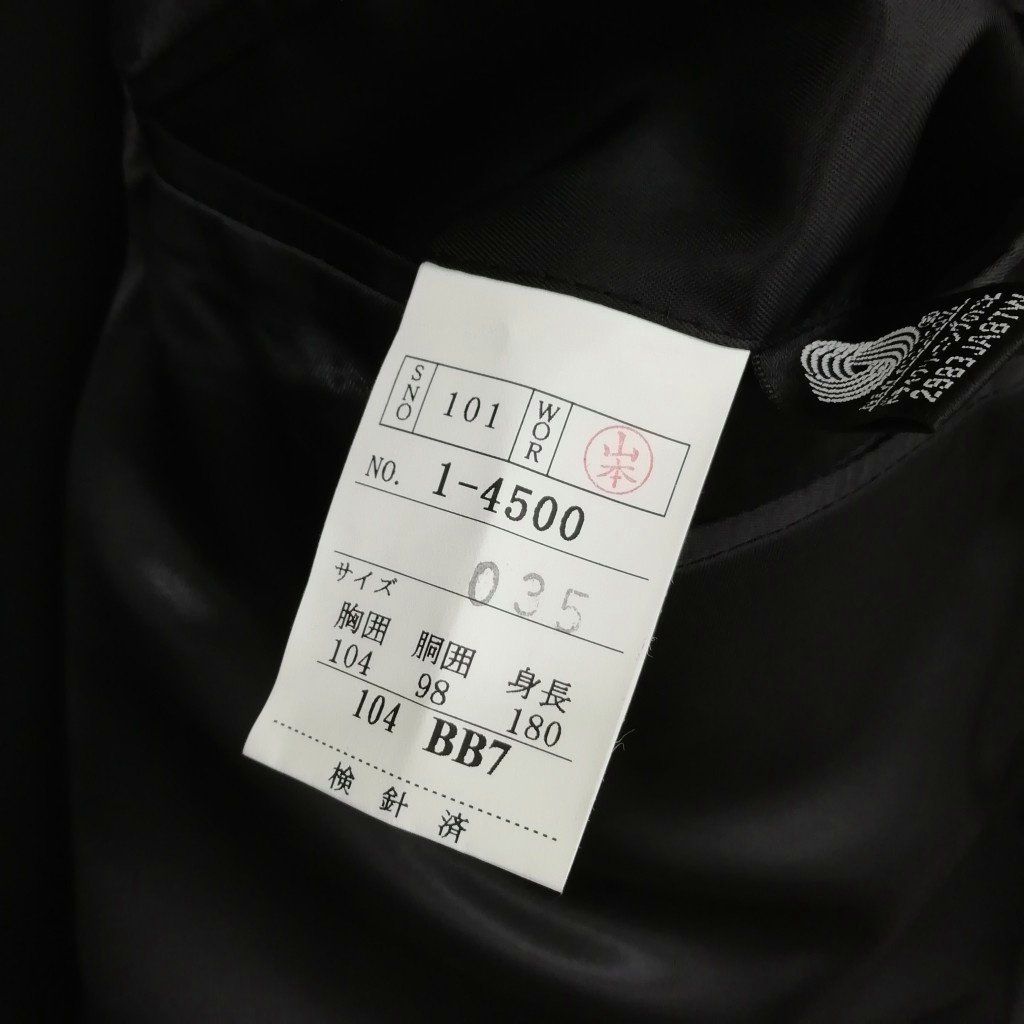 SNO 101 WOR 山本
NO. 1-4500
サイズ 035
胸囲 胴囲 身長
104 98 180
104 BB7
検針済